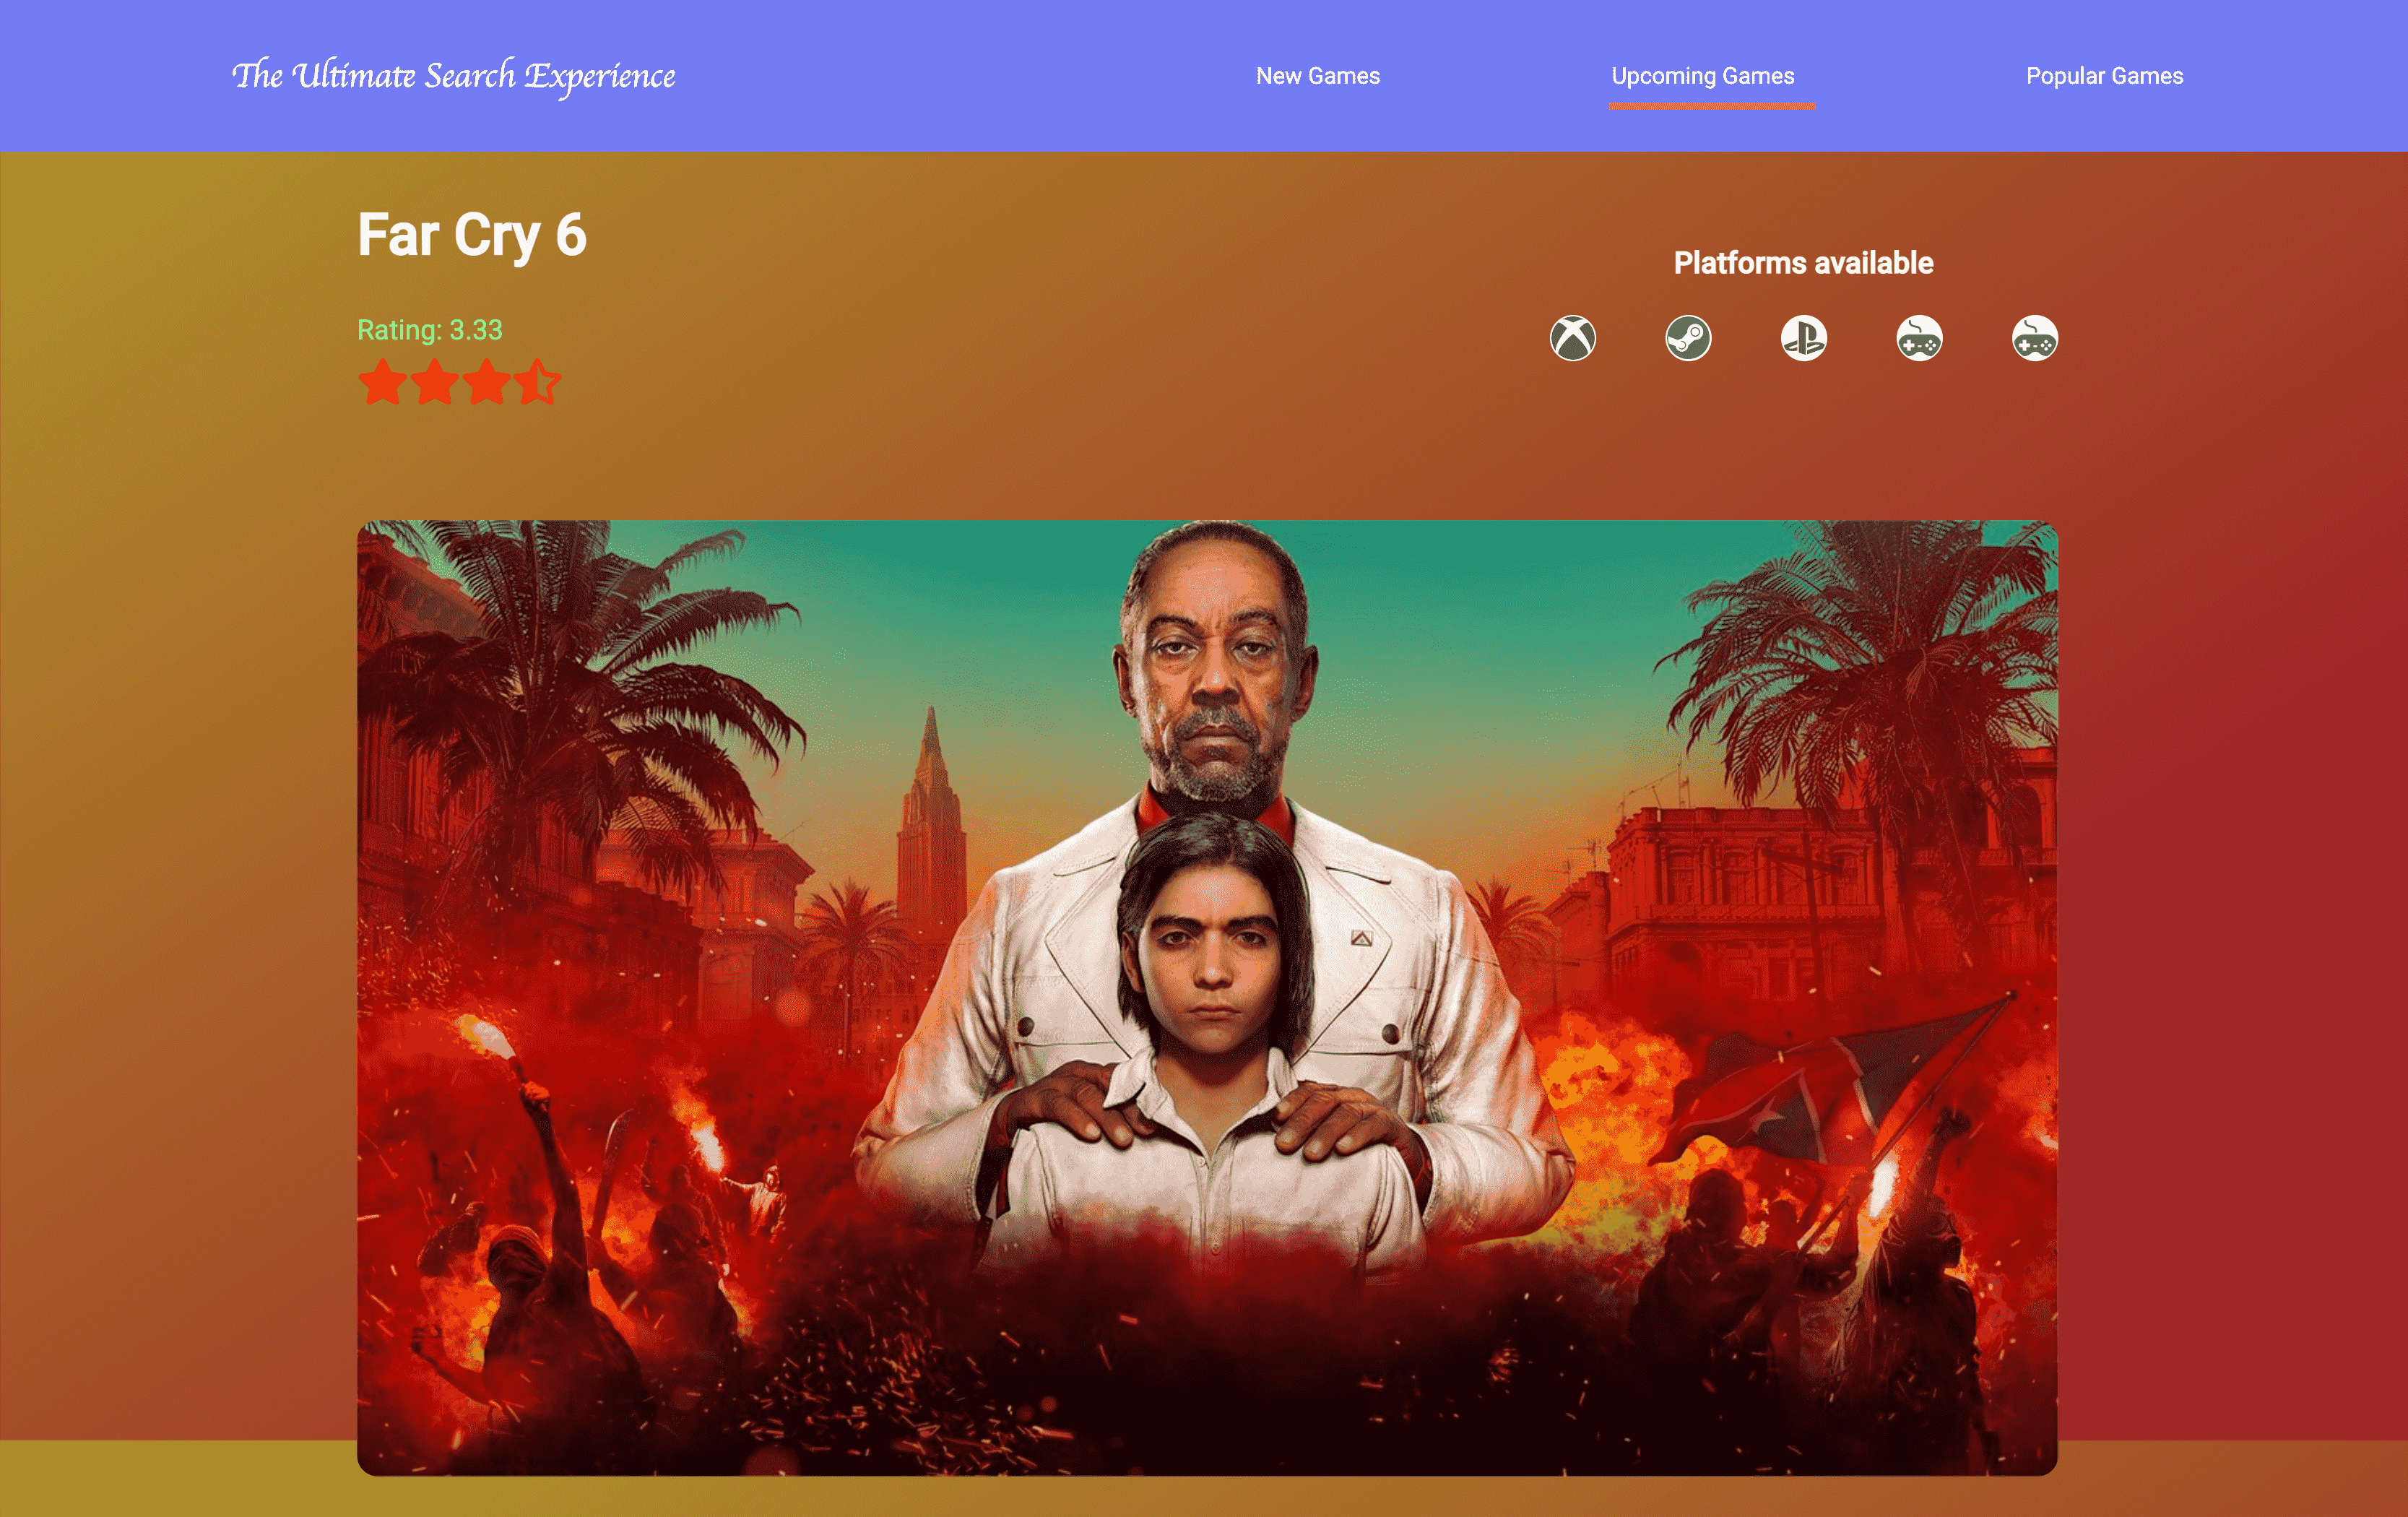 The Ultimate Search Experience
New Games
Upcoming Games
Popular Games
Far Cry 6
Platforms available
Rating: 3.33